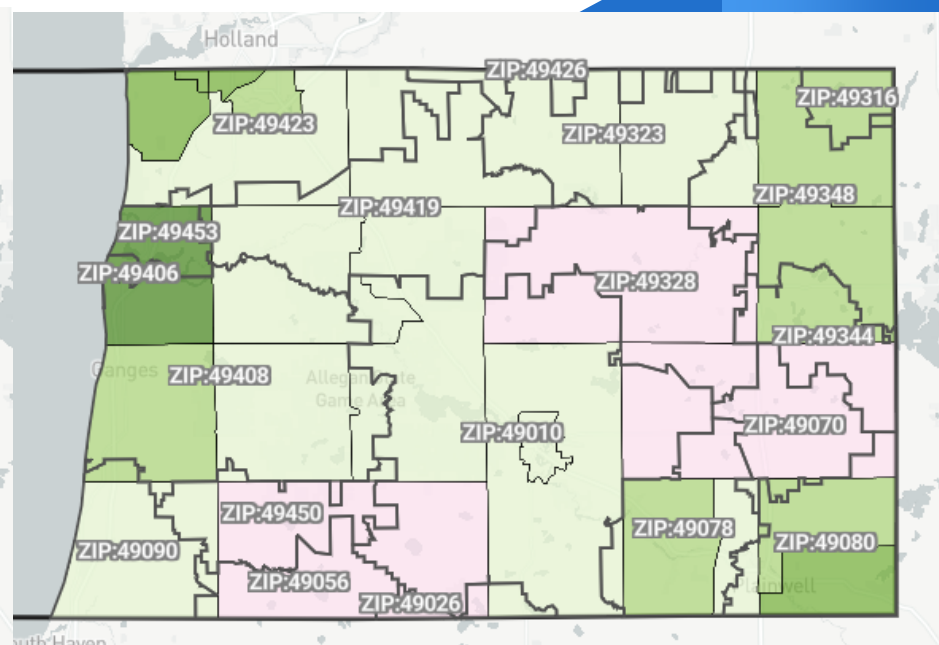 Holland
ZIP:49426
ZIP:49316
ZIP:49423
ZIP:49323
ZIP:49348
ZIP:49419
ZIP:49453
ZIP:49406
ZIP:49328
ZIP:49344
Ganges
ZIP:49408
Allegan State
Game Area
ZIP:49070
ZIP:49010
ZIP:49450
ZIP:49078
ZIP:49080
ZIP:49090
ZIP:49056
Plainwell
ZIP:49026
outh Haven